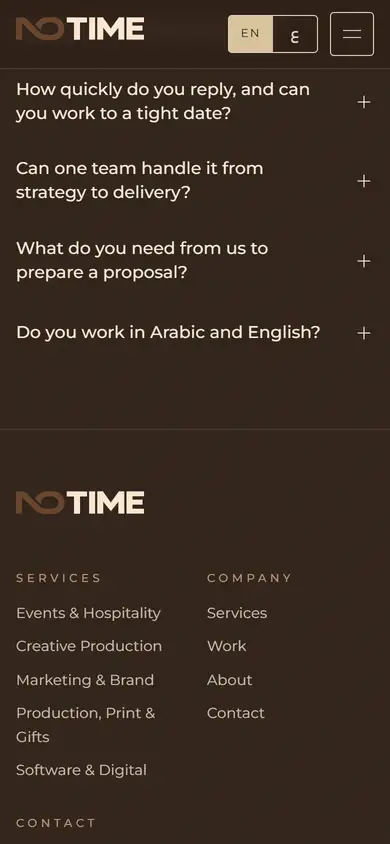 NOTIME
EN
ع
How quickly do you reply, and can
you work to a tight date?
Can one team handle it from
strategy to delivery?
What do you need from us to
prepare a proposal?
Do you work in Arabic and English?
NOTIME
SERVICES
Events & Hospitality
Creative Production
Marketing & Brand
Production, Print &
Gifts
Software & Digital
COMPANY
Services
Work
About
Contact
CONTACT